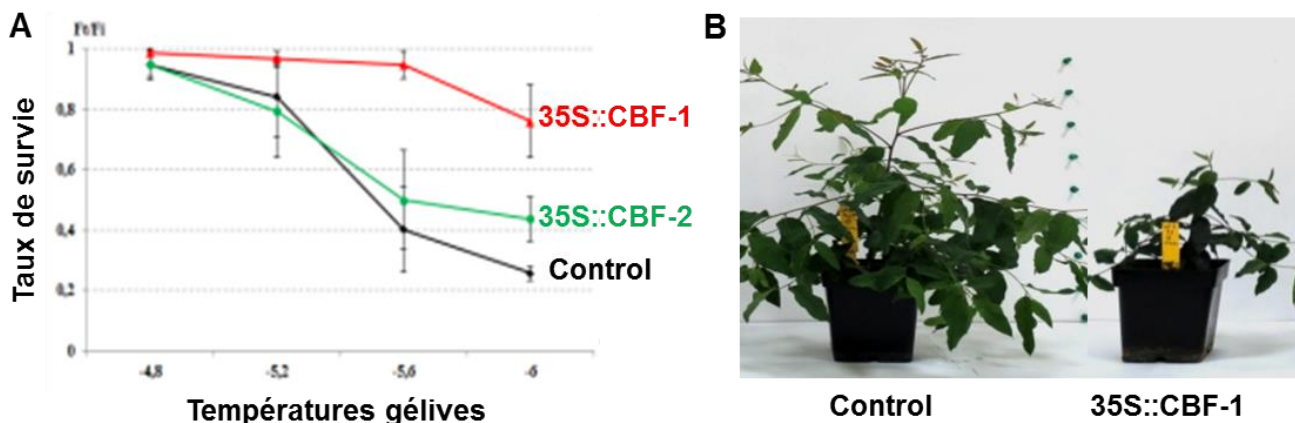 A
Ft/Fi
Taux de survie
1
0,8
0,6
0,4
0,2
0
-4,8
-5,2
-5,6
-6
35S::CBF-1
35S::CBF-2
Control
Températures gélives
B
Control
35S::CBF-1